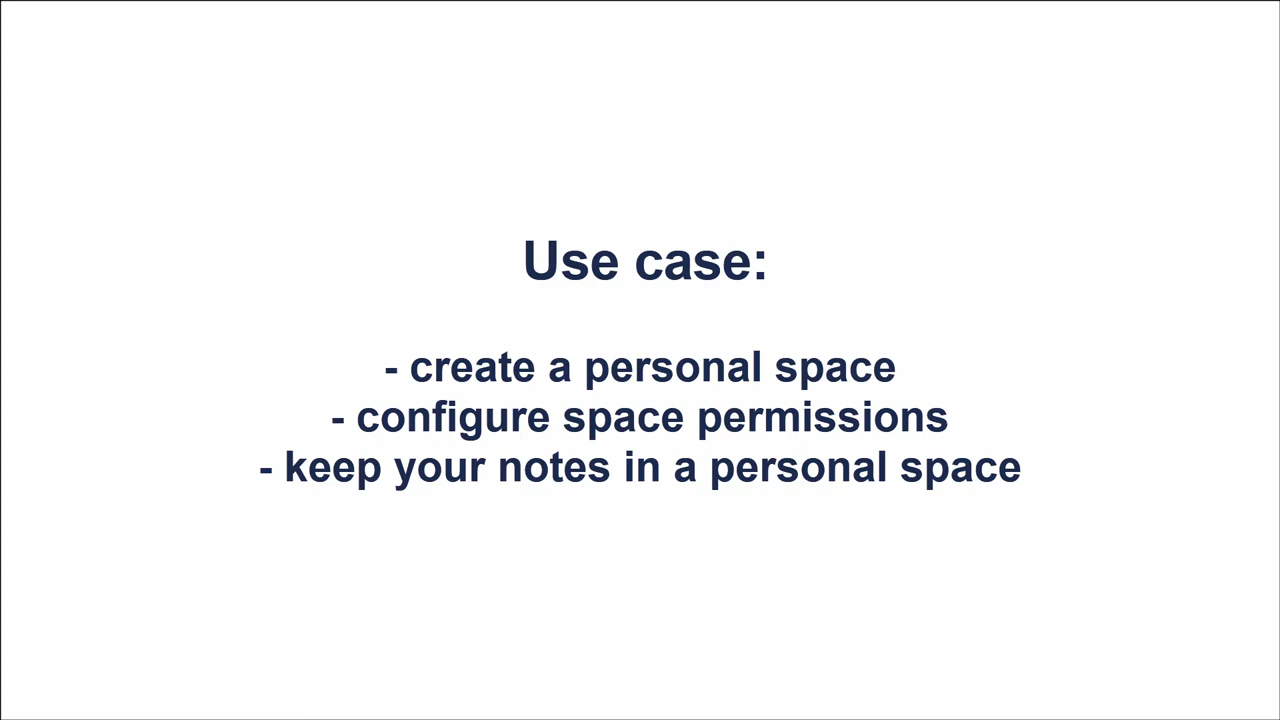 Use case:
- create a personal space
- configure space permissions
- keep your notes in a personal space